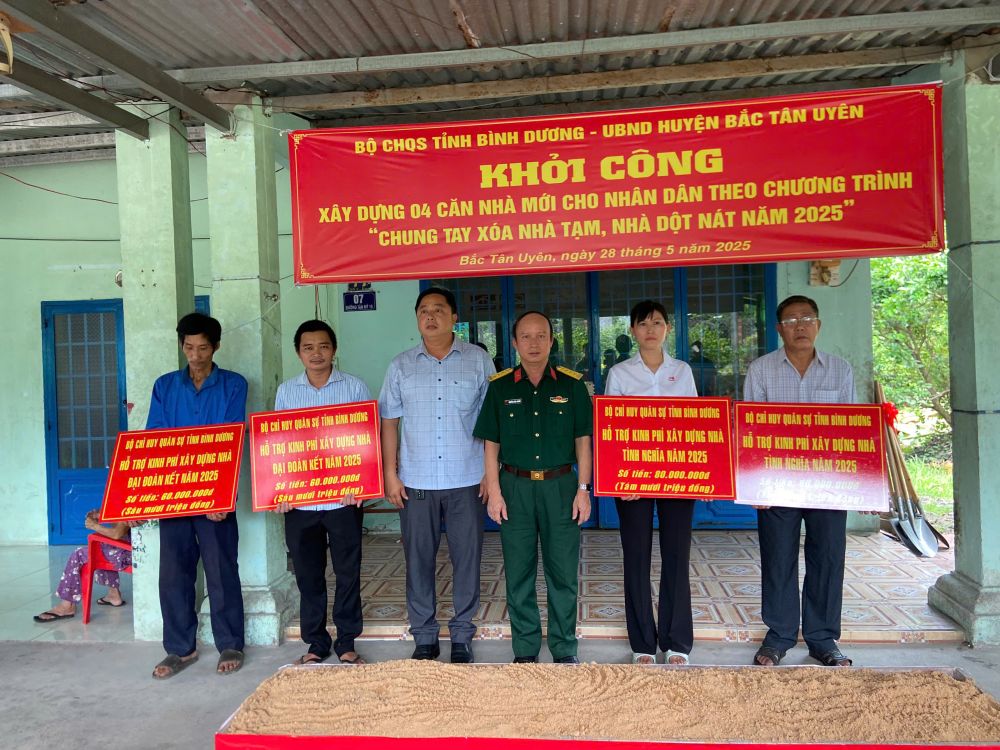 BỘ CHQS TỈNH BÌNH DƯƠNG - UBND HUYỆN BẮC TÂN UYÊN
KHỞI CÔNG
XÂY DỰNG 04 CĂN NHÀ MỚI CHO NHÂN DÂN THEO CHƯƠNG TRÌNH
“CHUNG TAY XÓA NHÀ TẠM, NHÀ DỘT NÁT NĂM 2025”
Bắc Tân Uyên, ngày 28 tháng 5 năm 2025
07
BỘ CHỈ HUY QUÂN SỰ TỈNH BÌNH DƯƠNG
HỖ TRỢ KINH PHÍ XÂY DỰNG NHÀ
ĐẠI ĐOÀN KẾT NĂM 2025
Số tiền: 60.000.000đ
(Sáu mươi triệu đồng)
BỘ CHỈ HUY QUÂN SỰ TỈNH BÌNH DƯƠNG
HỖ TRỢ KINH PHÍ XÂY DỰNG NHÀ
ĐẠI ĐOÀN KẾT NĂM 2025
Số tiền: 60.000.000đ
(Sáu mươi triệu đồng)
BỘ CHỈ HUY QUÂN SỰ TỈNH BÌNH DƯƠNG
HỖ TRỢ KINH PHÍ XÂY DỰNG NHÀ
TÌNH NGHĨA NĂM 2025
Số tiền: 80.000.000đ
(Tám mươi triệu đồng)
BỘ CHỈ HUY QUÂN SỰ TỈNH BÌNH DƯƠNG
HỖ TRỢ KINH PHÍ XÂY DỰNG NHÀ
TÌNH NGHĨA NĂM 2025
Số tiền: